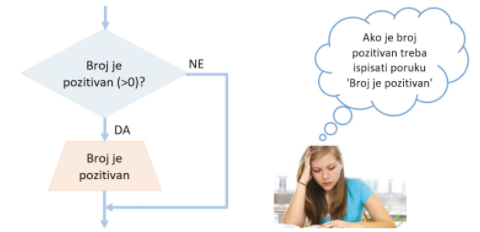 Broj je
pozitivan (>0)?
NE
DA
Broj je
pozitivan
Ako je broj
pozitivan treba
ispisati poruku
'Broj je pozitivan'